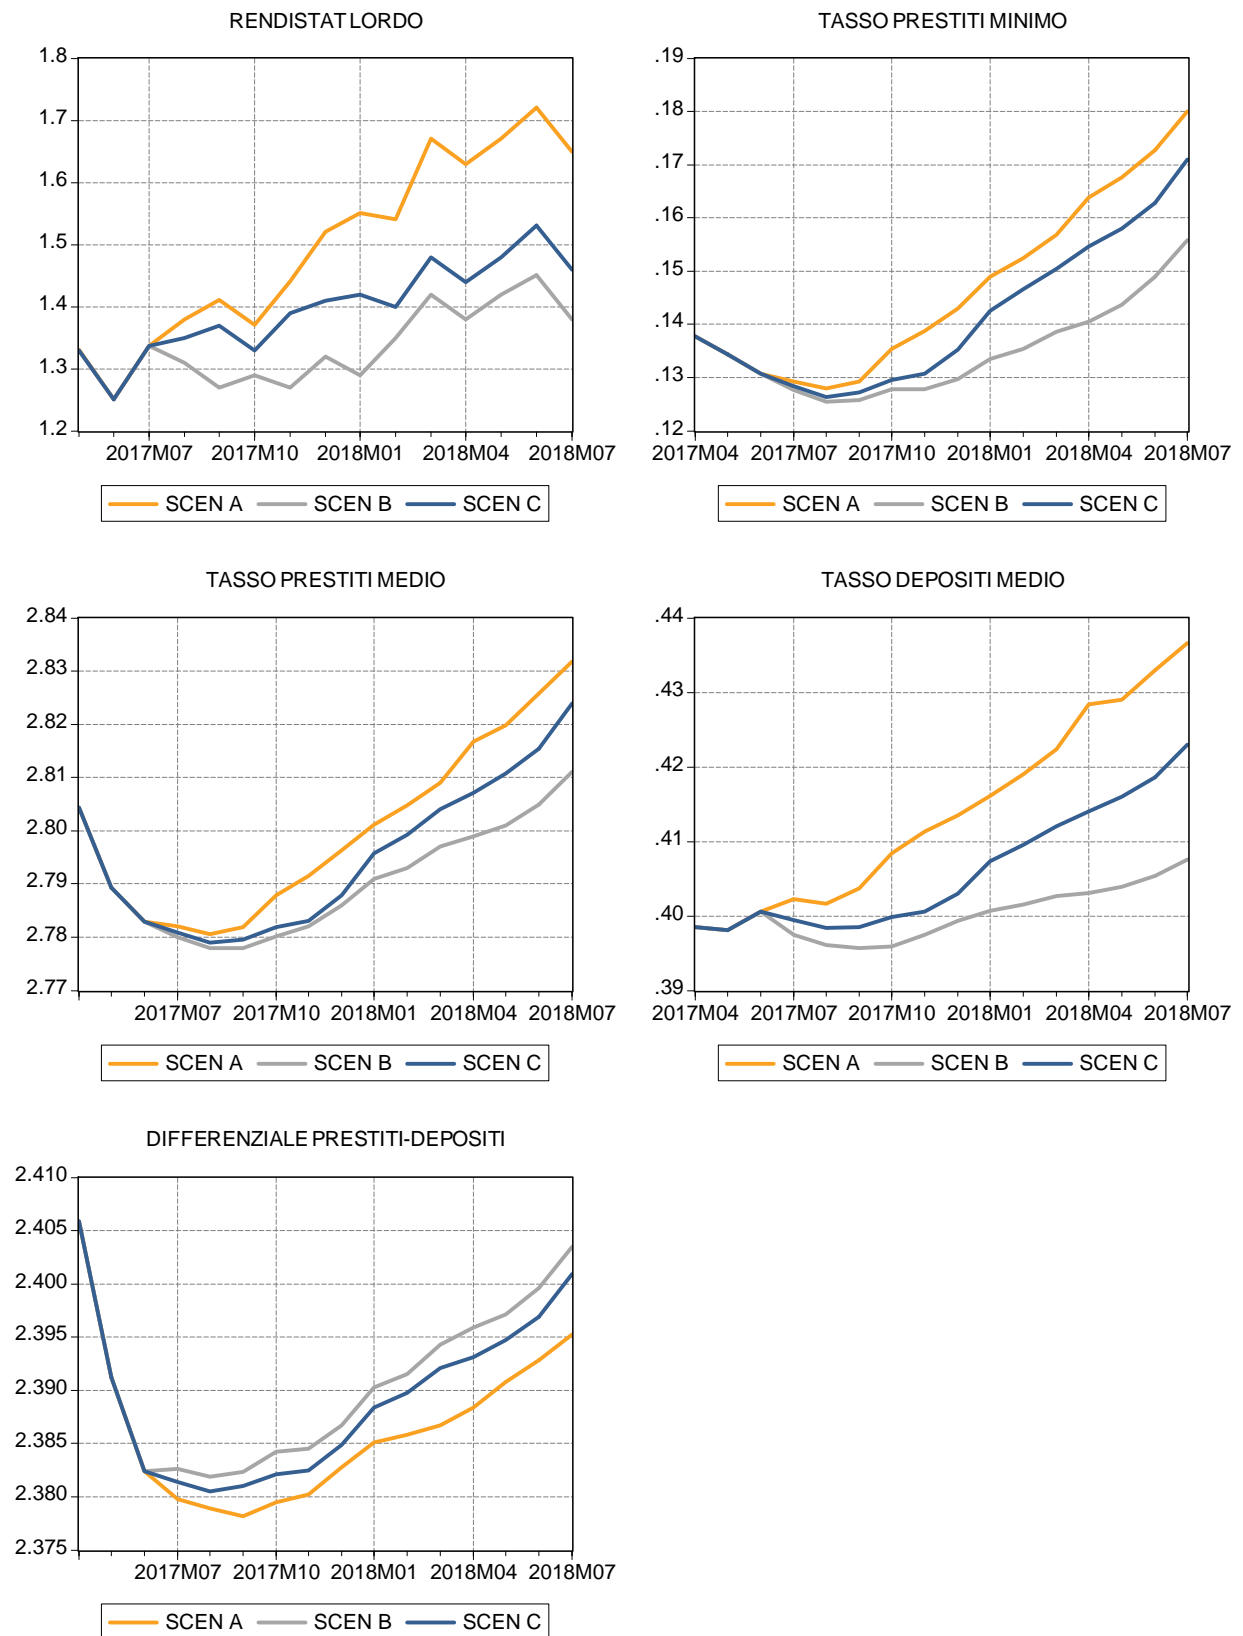 RENDISTAT LORDO
1.8
1.7
1.6
1.5
1.4
1.3
1.2
2017M07 2017M10 2018M01 2018M04 2018M07
SCEN A SCEN B SCEN C
TASSO PRESTITI MINIMO
.19
.18
.17
.16
.15
.14
.13
.12
2017M04 2017M07 2017M10 2018M01 2018M04 2018M07
SCEN A SCEN B SCEN C
TASSO PRESTITI MEDIO
2.84
2.83
2.82
2.81
2.80
2.79
2.78
2.77
2017M07 2017M10 2018M01 2018M04 2018M07
SCEN A SCEN B SCEN C
TASSO DEPOSITI MEDIO
.44
.43
.42
.41
.40
.39
2017M04 2017M07 2017M10 2018M01 2018M04 2018M07
SCEN A SCEN B SCEN C
DIFFERENZIALE PRESTITI-DEPOSITI
2.410
2.405
2.400
2.395
2.390
2.385
2.380
2.375
2017M07 2017M10 2018M01 2018M04 2018M07
SCEN A SCEN B SCEN C